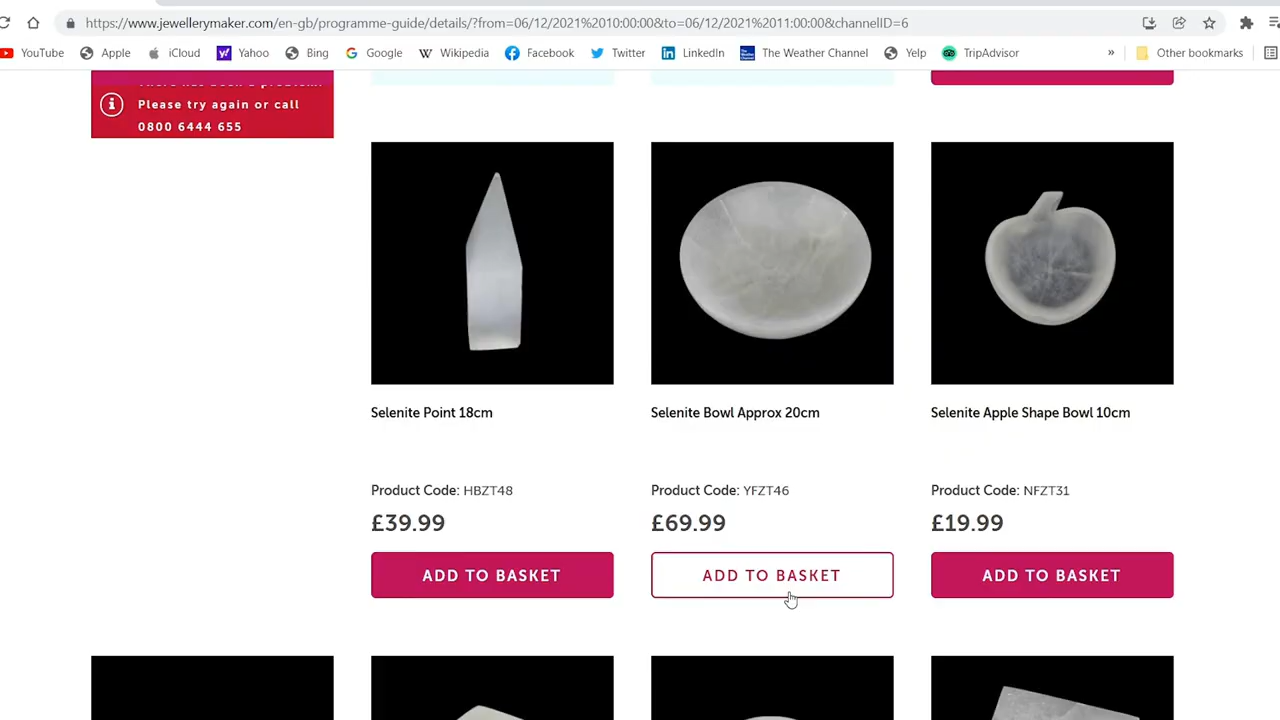 https://www.jewellerymaker.com/en-gb/programme-guide/details/?from=06/12/2021%2010:00:00&to=06/12/2021%2011:00:00&channelID=6
YouTube Apple iCloud Yahoo Bing Google Wikipedia Facebook Twitter LinkedIn The Weather Channel Yelp TripAdvisor » Other bookmarks
Please try again or call
0800 6444 655
Selenite Point 18cm
Selenite Bowl Approx 20cm
Selenite Apple Shape Bowl 10cm
Product Code: HBZT48
Product Code: YFZT46
Product Code: NFZT31
£39.99
£69.99
£19.99
ADD TO BASKET
ADD TO BASKET
ADD TO BASKET